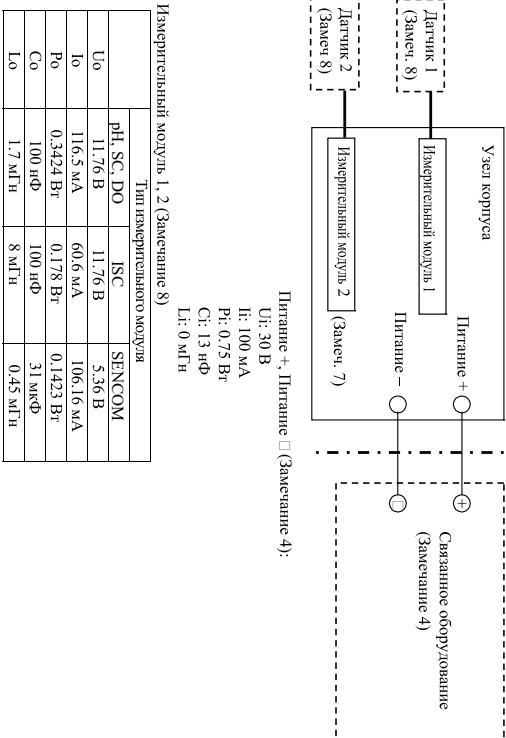 Датчик 1
(Замеч. 8)
Датчик 2
(Замеч 8)
Узел корпуса
Измерительный модуль 1
Измерительный модуль 2
(Замеч. 7)
Питание +
Питание –
+
□
Связанное оборудование
(Замечание 4)
Питание +, Питание □ (Замечание 4):
Ui: 30 В
Ii: 100 мА
Pi: 0.75 Вт
Ci: 13 нФ
Li: 0 мГн
Измерительный модуль 1, 2 (Замечание 8)
Тип измерительного модуля
pH, SC, DO ISC SENCOM
Uo 11.76 В 11.76 В 5.36 В
Io 116.5 мА 60.6 мА 106.16 мА
Po 0.3424 Вт 0.178 Вт 0.1423 Вт
Co 100 нФ 100 нФ 31 мкФ
Lo 1.7 мГн 8 мГн 0.45 мГн